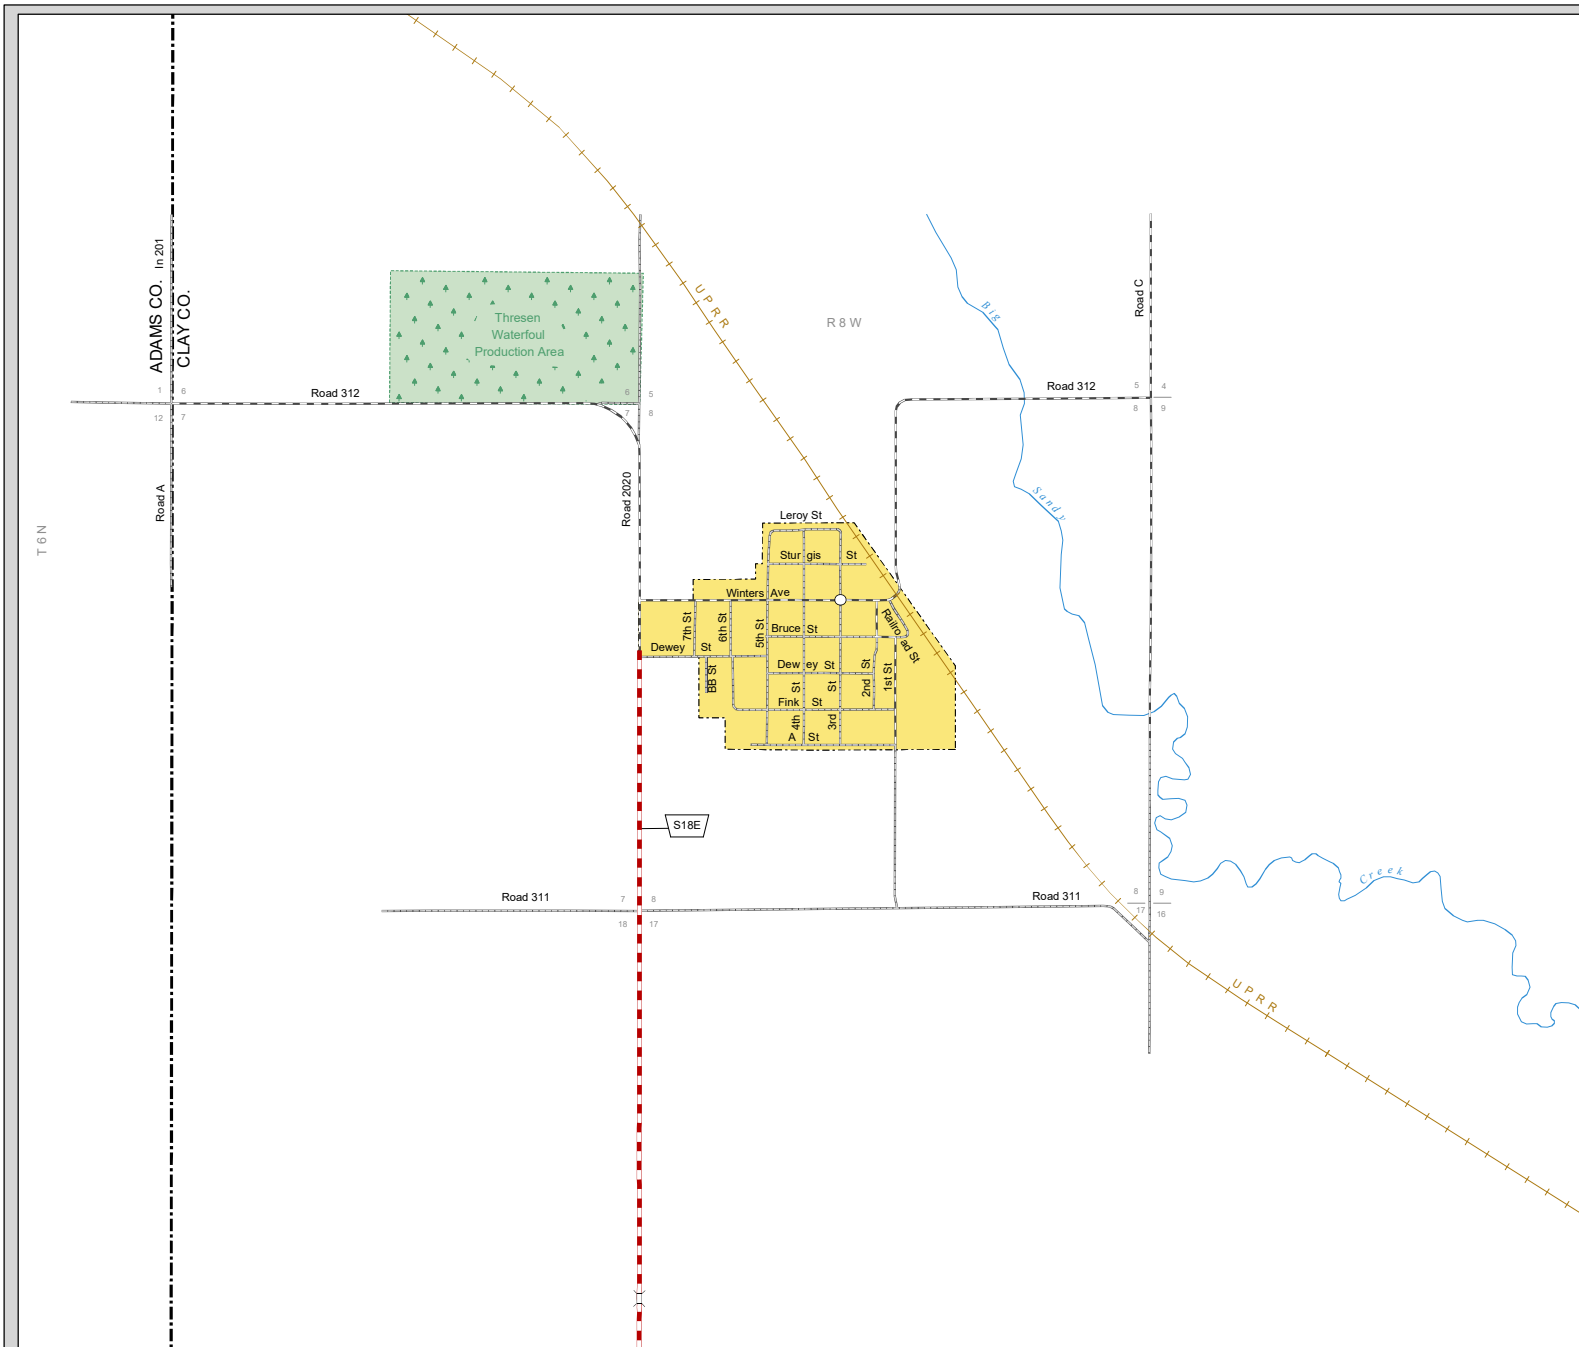 In 201
ADAMS CO.
CLAY CO.
Road C
UPRR
R 8 W
Big
Thresen
Waterfoul
Production Area
1 6
12 7
Road 312
6 5
7 8
Road 312
5 4
8 9
Road A
Road 2020
T 6 N
Sandy
Leroy St
Sturgis St
Winters Ave
7th St
6th St
5th St
Bruce St
Railroad St
Dewey St
BB St
Dewey St
2nd St
1st St
Fink St
4th St
3rd St
A St
S18E
Creek
Road 311
7 8
18 17
Road 311
8 9
17 16
UPRR